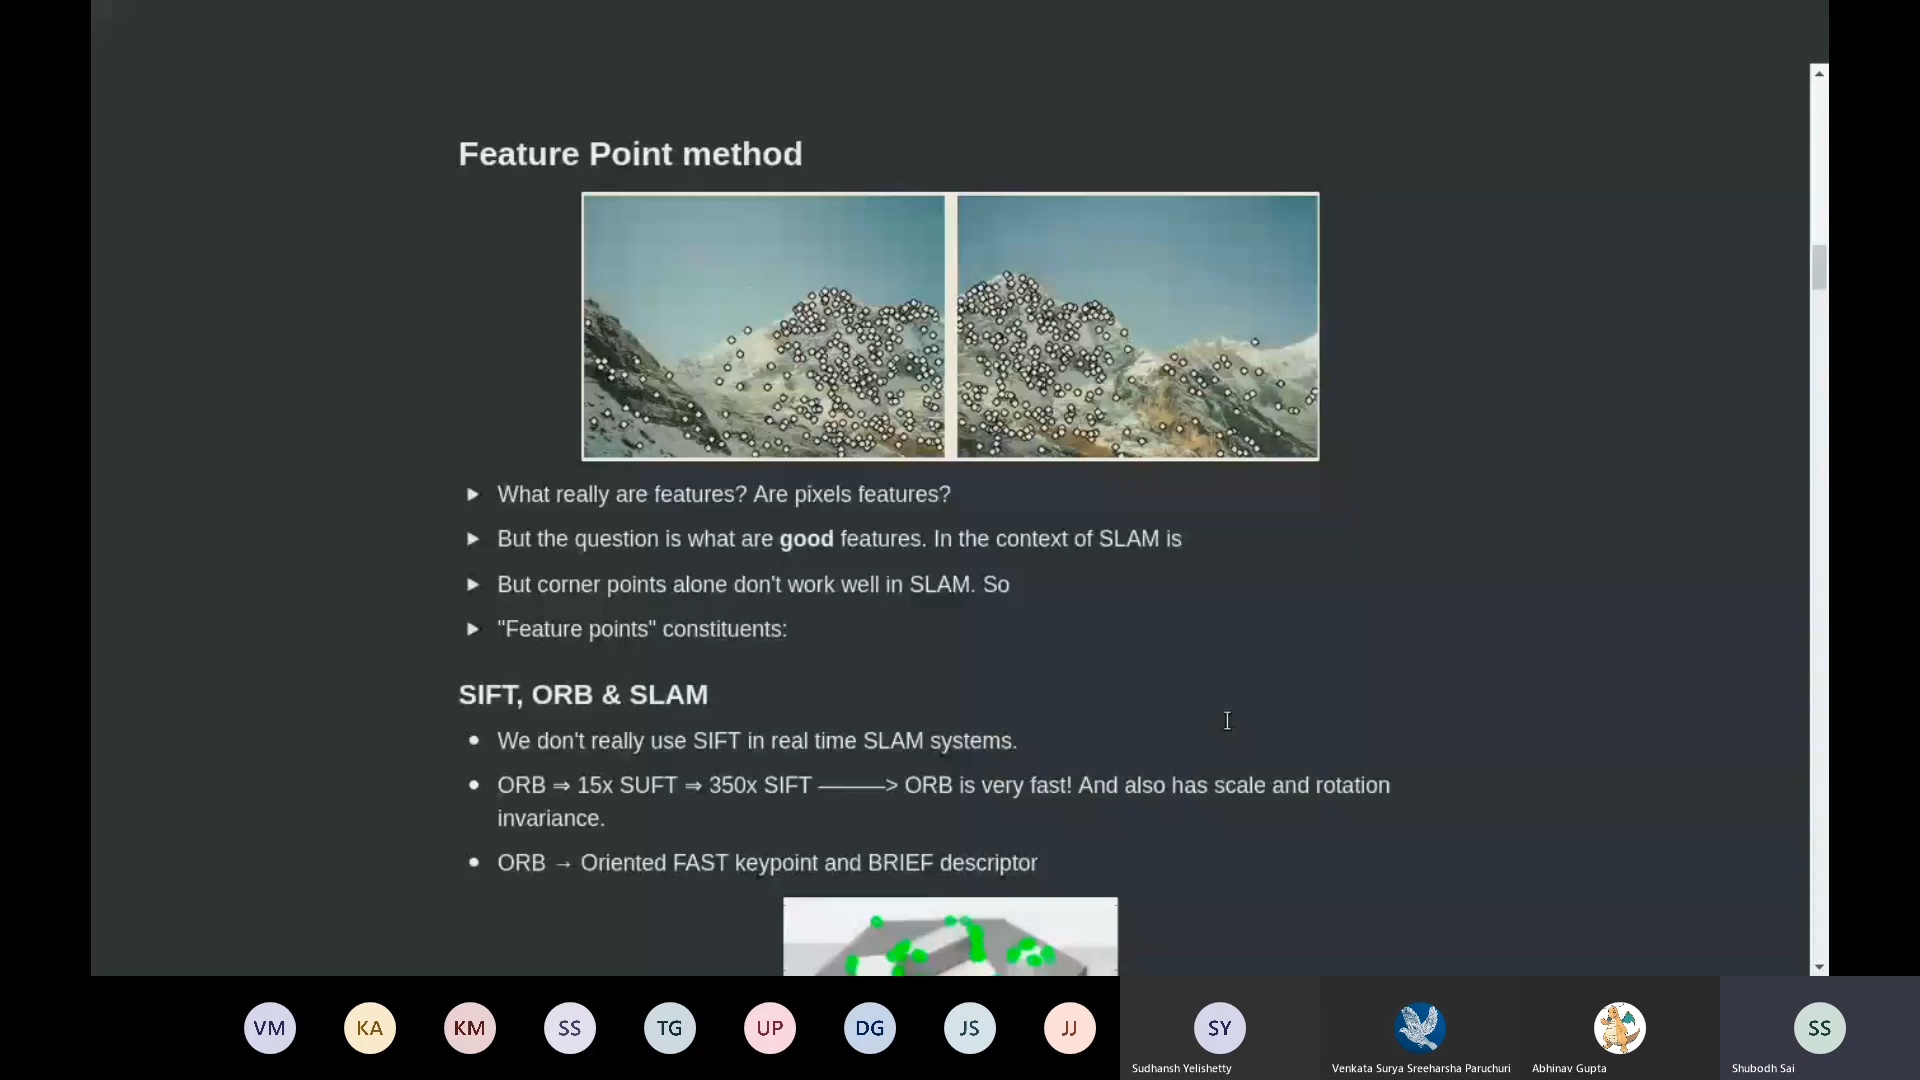 Feature Point method
What really are features? Are pixels features?
But the question is what are good features. In the context of SLAM is
But corner points alone don't work well in SLAM. So
"Feature points" constituents:
SIFT, ORB & SLAM
We don't really use SIFT in real time SLAM systems.
ORB ⇒ 15x SUFT ⇒ 350x SIFT ———> ORB is very fast! And also has scale and rotation
invariance.
ORB → Oriented FAST keypoint and BRIEF descriptor
VM KA KM SS TG UP DG JS JJ SY SS
Sudhansh Yelishetty Venkata Surya Sreeharsha Paruchuri Abhinav Gupta Shubodh Sai